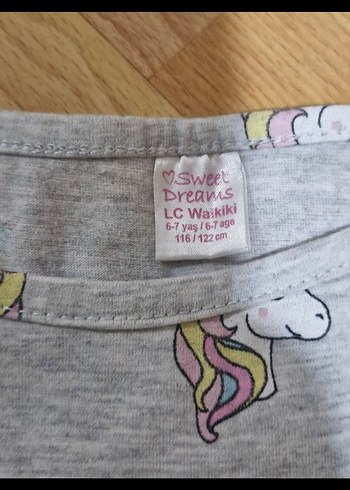 ♡Sweet
Dreams
LC Waikiki
6-7 yaş / 6-7 age
116 / 122 cm